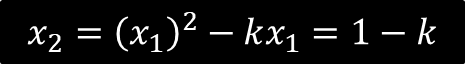 x₂ = (x₁)² − kx₁ = 1 − k